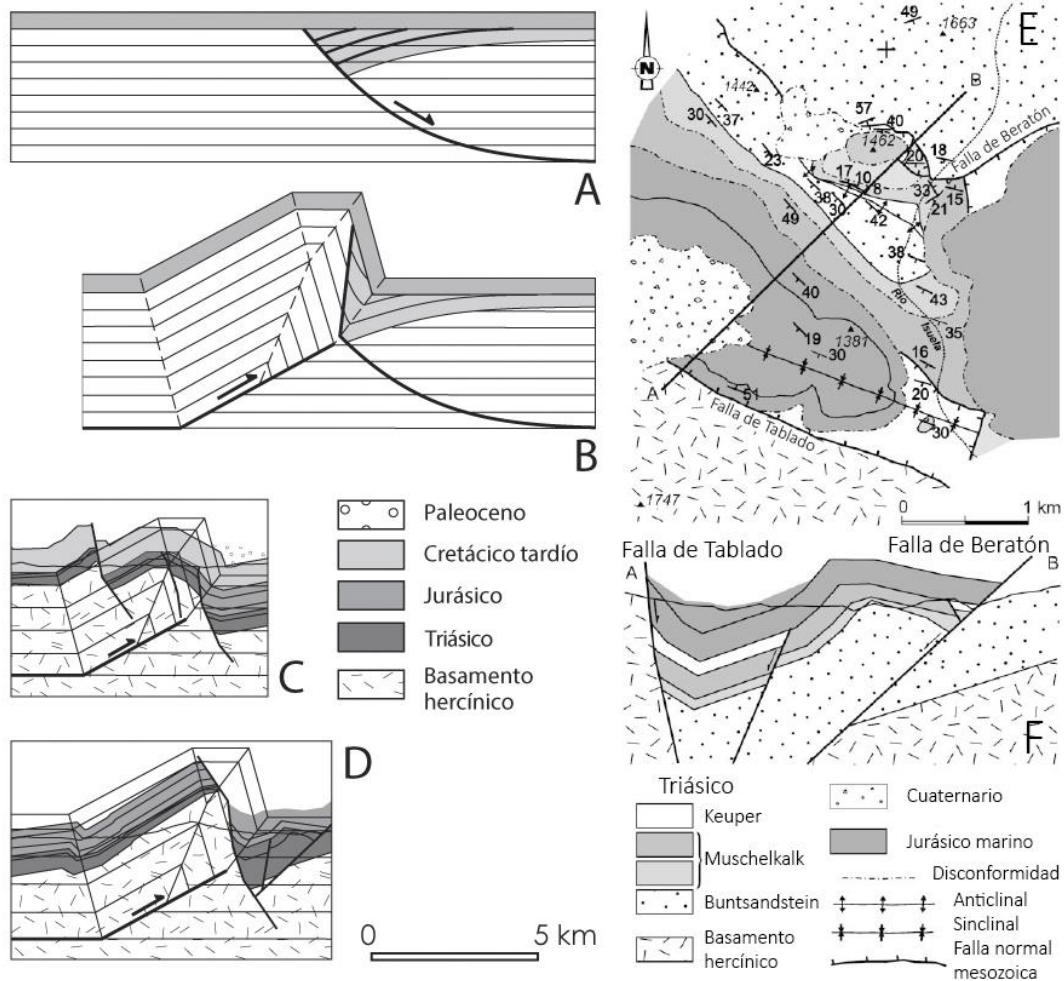 A
B
C
D
Paleoceno
Cretácico tardío
Jurásico
Triásico
Basamento
hercínico
0 5 km
E
N
49
1663
B
1442
30
37
57
40
1462
20
18
Falla de Beratón
23
17
10
8
33
15
21
38
30
42
49
38
40
Río
Isuela
43
35
19
30
1381
16
A
51
20
30
Falla de Tablado
1747
0 1 km
Falla de Tablado
Falla de Beratón
A
B
F
Triásico
Keuper
Muschelkalk
Buntsandstein
Basamento
hercínico
Cuaternario
Jurásico marino
Disconformidad
Anticlinal
Sinclinal
Falla normal
mesozoica